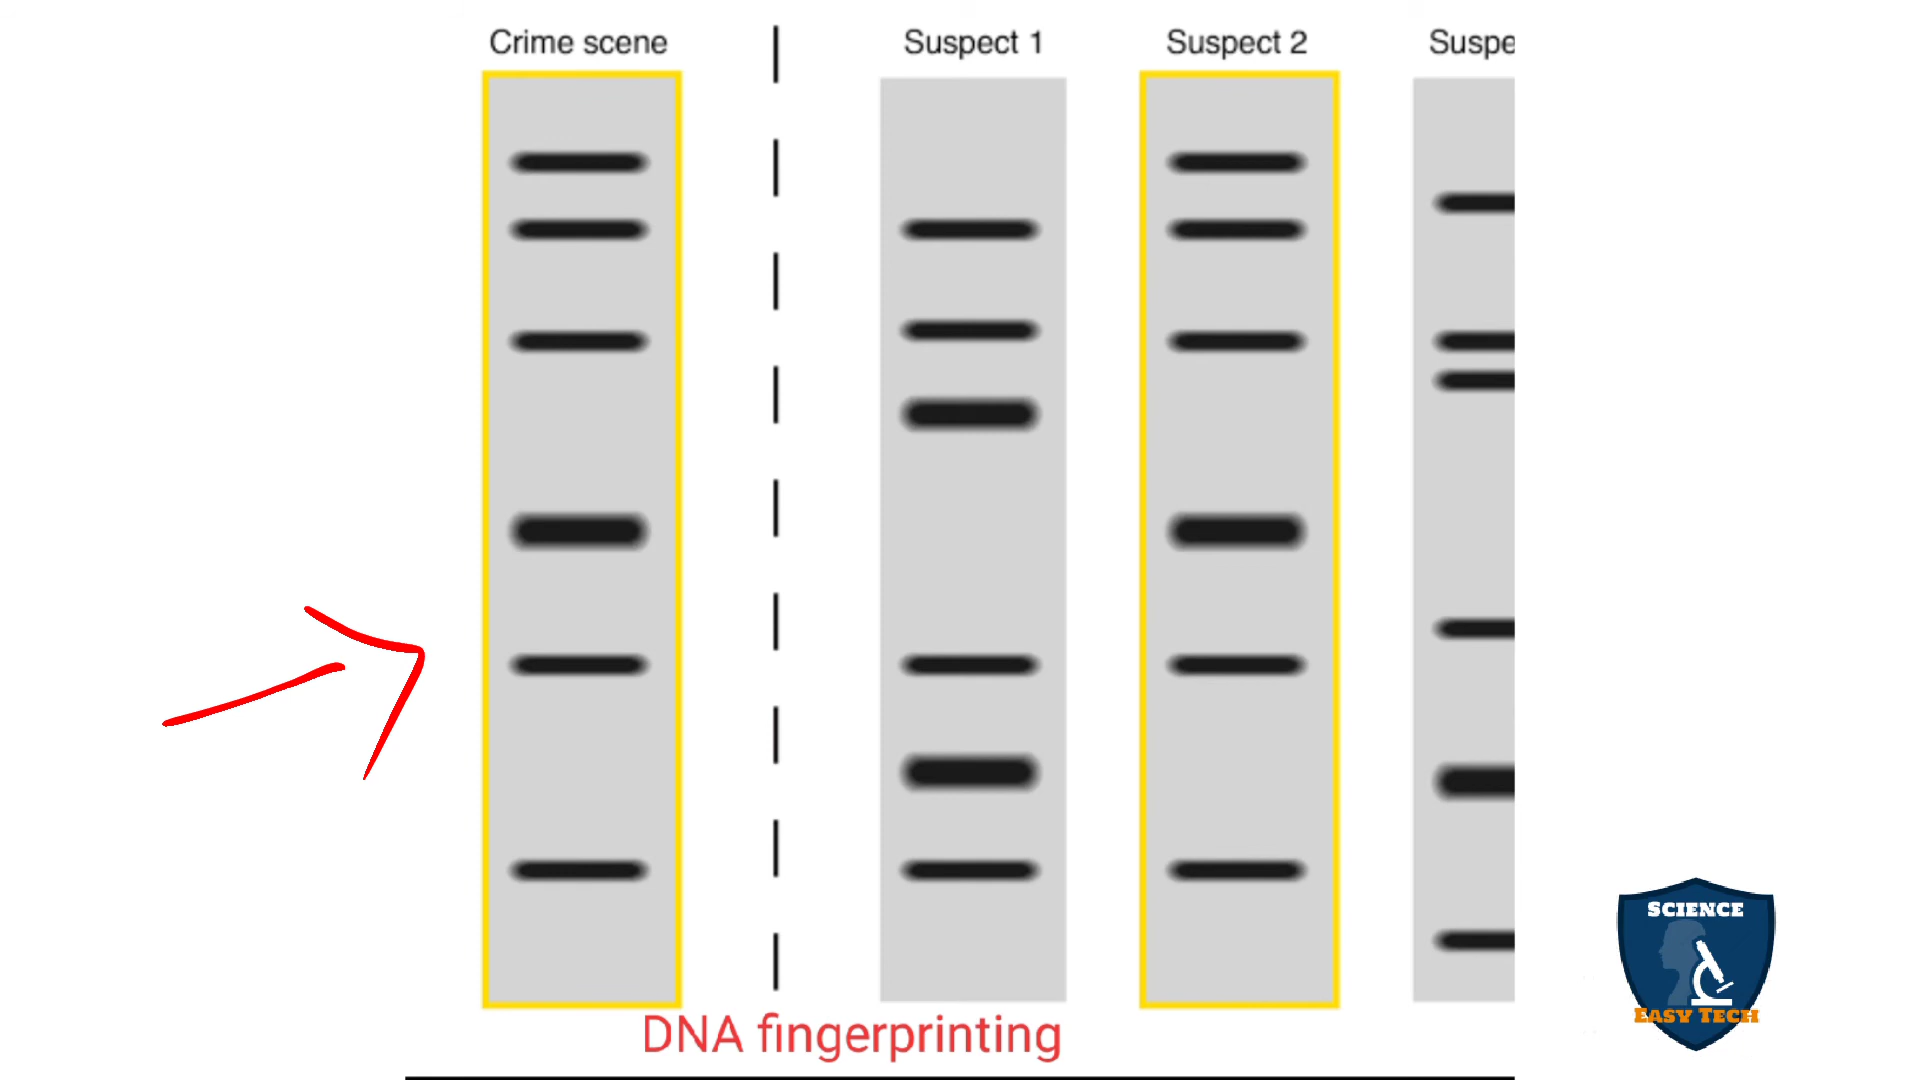 Crime scene
Suspect 1
Suspect 2
Suspe
DNA fingerprinting
SCIENCE
EASY TECH